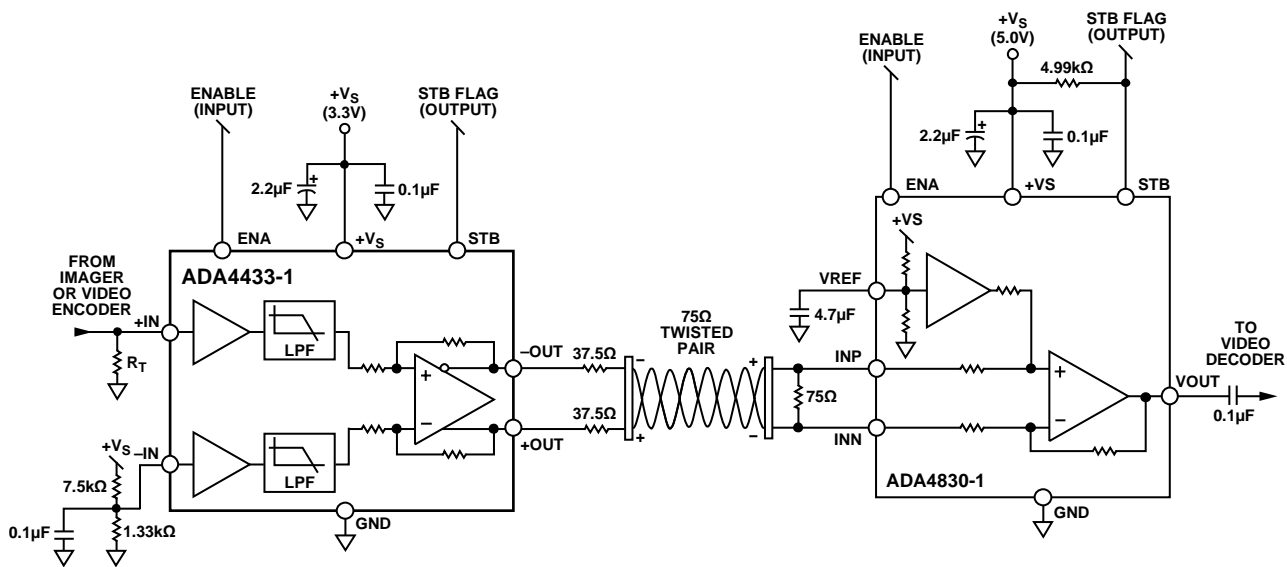 ENABLE
(INPUT)
+VS
(3.3V)
STB FLAG
(OUTPUT)
2.2µF
+
0.1µF
ENA
+VS
STB
FROM
IMAGER
OR VIDEO
ENCODER
ADA4433-1
+IN
RT
LPF
+
–
–OUT
+OUT
37.5Ω
37.5Ω
+VS
–IN
7.5kΩ
LPF
0.1µF
1.33kΩ
GND
75Ω
TWISTED
PAIR
–
+
+
–
ENABLE
(INPUT)
+VS
(5.0V)
STB FLAG
(OUTPUT)
4.99kΩ
2.2µF
+
0.1µF
ENA
+VS
STB
+VS
VREF
4.7µF
INP
75Ω
INN
+
–
ADA4830-1
GND
VOUT
TO
VIDEO
DECODER
0.1µF